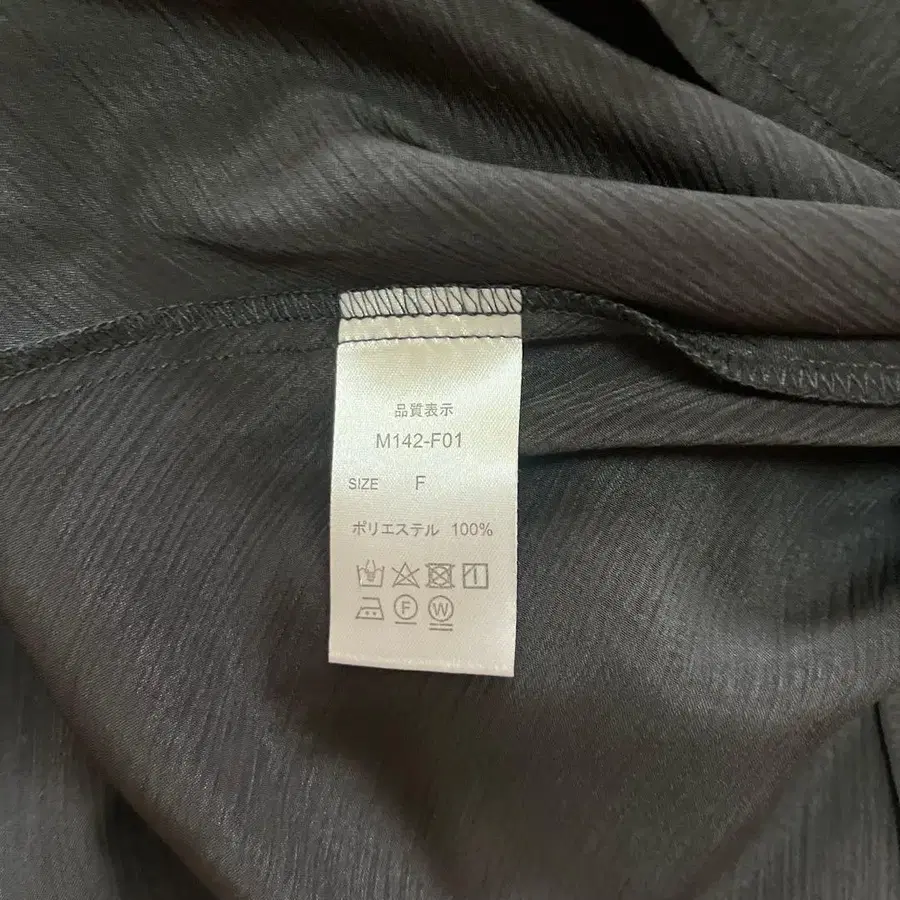 品質表示
M142-F01
SIZE F
ポリエステル 100%
F W